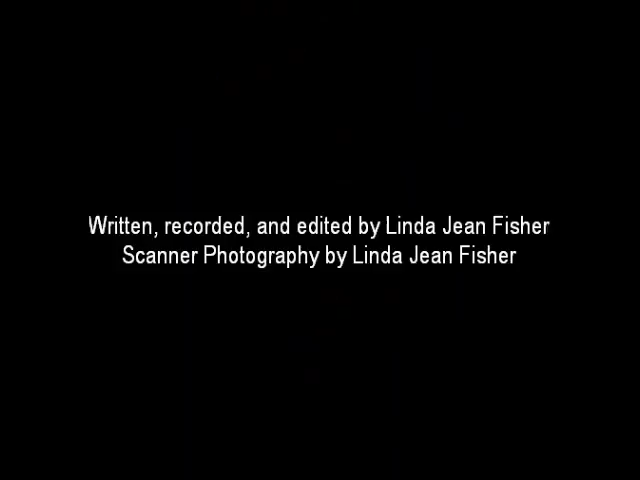 Written, recorded, and edited by Linda Jean Fisher
Scanner Photography by Linda Jean Fisher